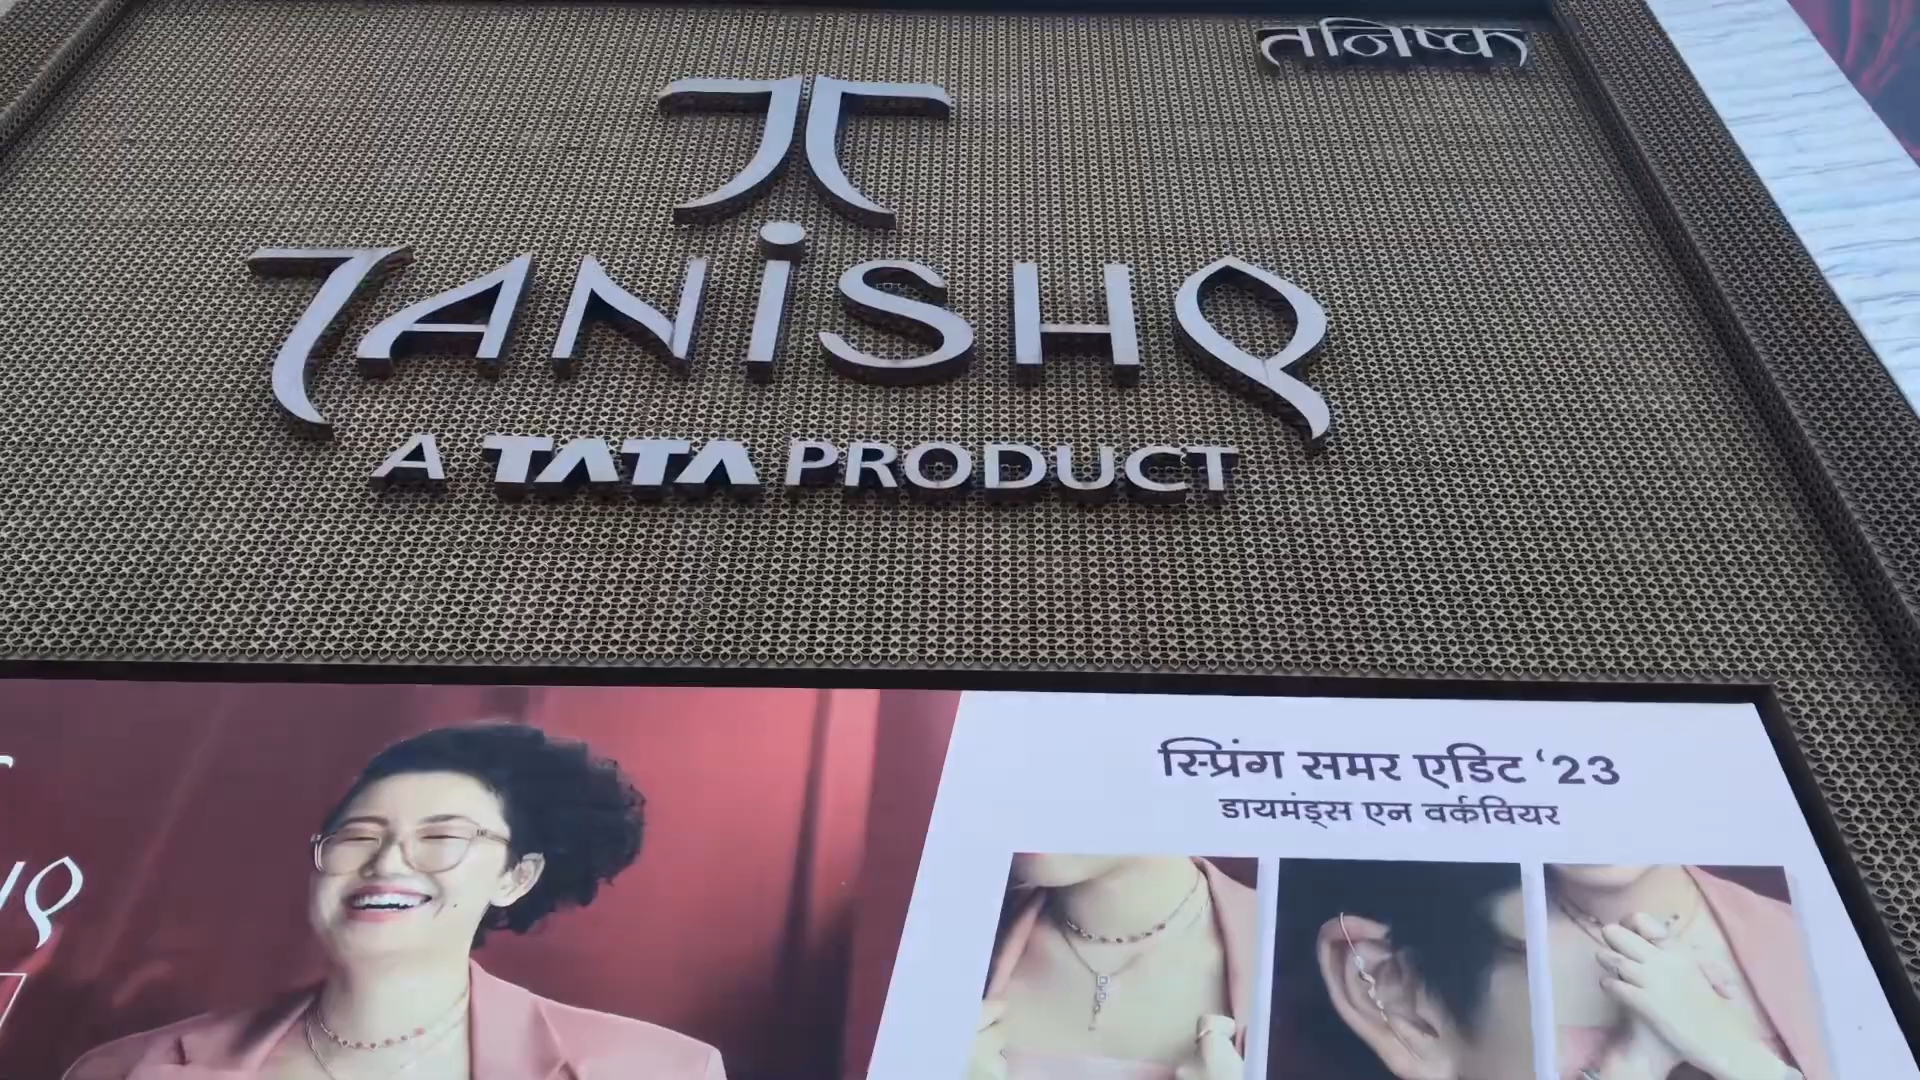 तनिष्क
TANiSHQ
A TATA PRODUCT
स्प्रिंग समर एडिट ‘23
डायमंड्स एन वर्कवियर